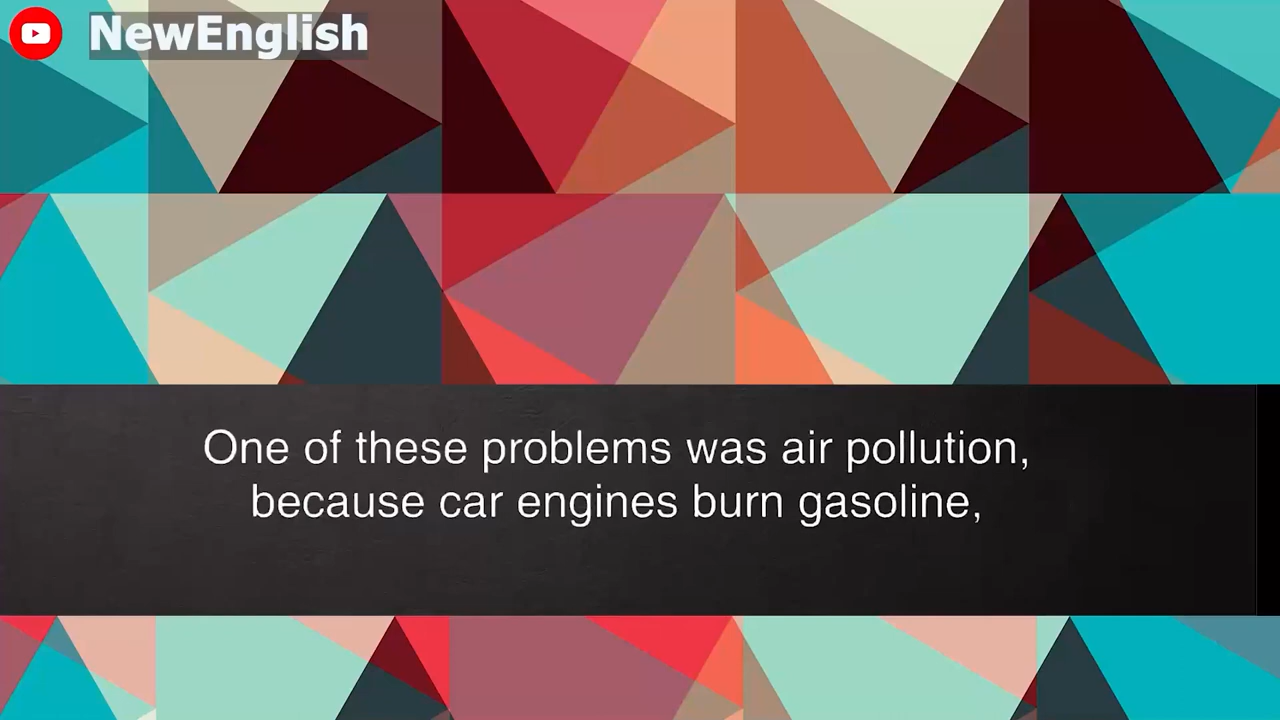 NewEnglish
One of these problems was air pollution,
because car engines burn gasoline,